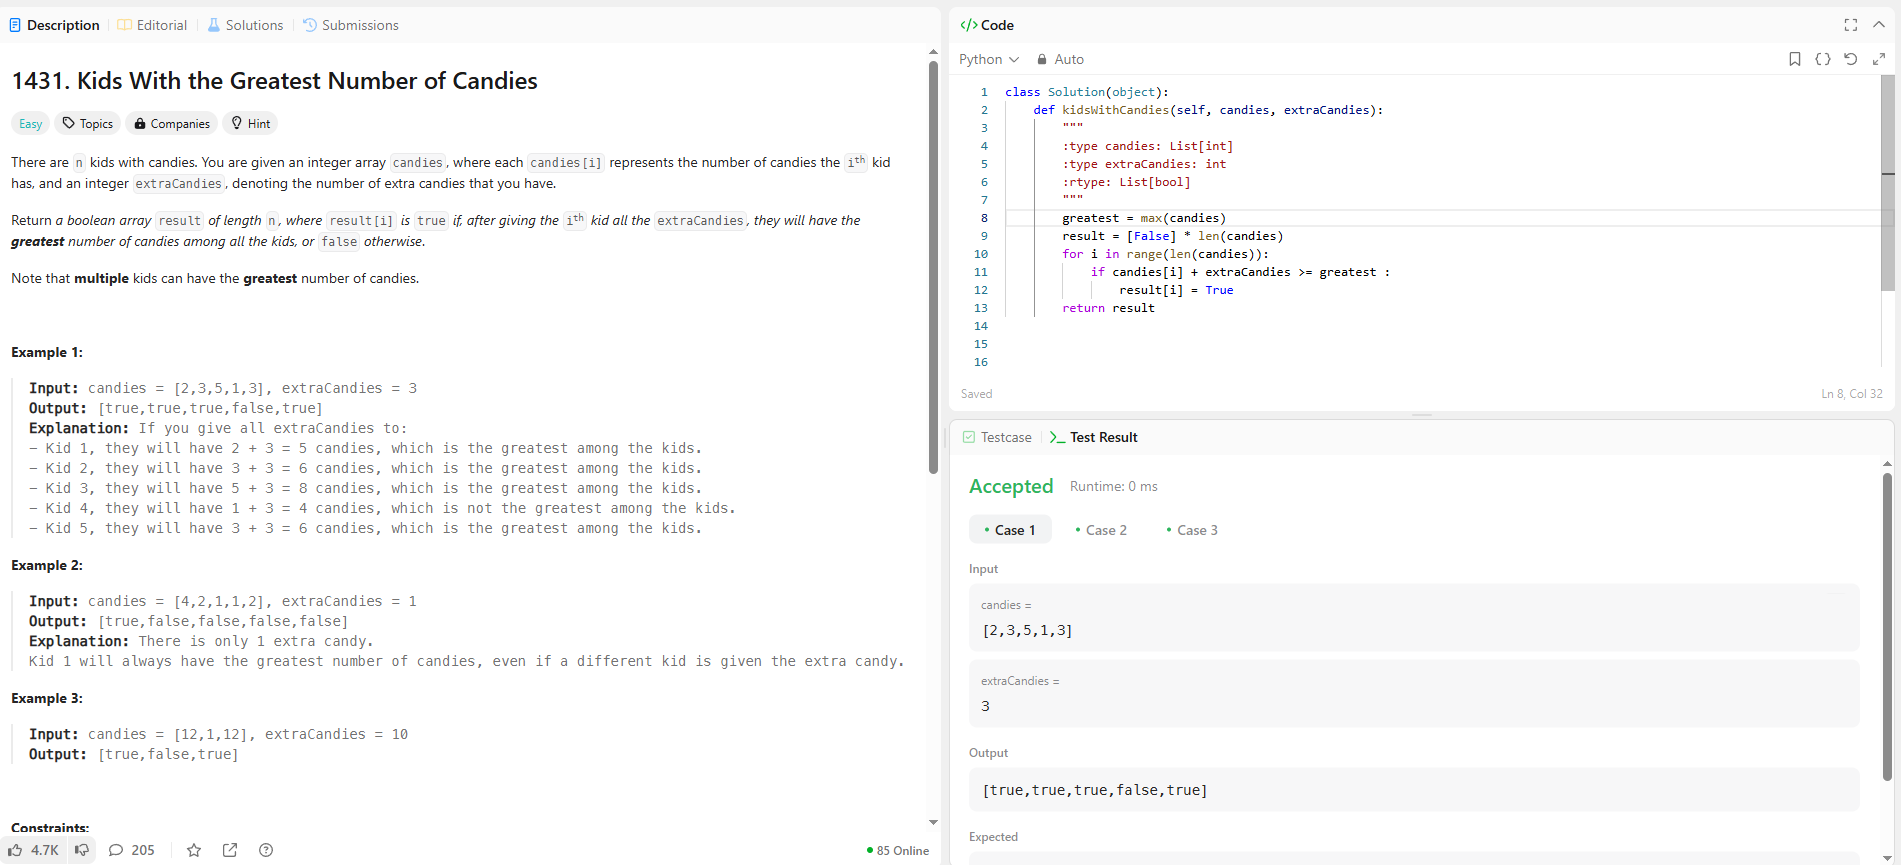 Description Editorial Solutions Submissions
1431. Kids With the Greatest Number of Candies
Easy Topics Companies Hint
There are n kids with candies. You are given an integer array candies, where each candies[i] represents the number of candies the ith kid
has, and an integer extraCandies, denoting the number of extra candies that you have.
Return a boolean array result of length n, where result[i] is true if, after giving the ith kid all the extraCandies, they will have the
greatest number of candies among all the kids, or false otherwise.
Note that multiple kids can have the greatest number of candies.
Example 1:
Input: candies = [2,3,5,1,3], extraCandies = 3
Output: [true,true,true,false,true]
Explanation: If you give all extraCandies to:
- Kid 1, they will have 2 + 3 = 5 candies, which is the greatest among the kids.
- Kid 2, they will have 3 + 3 = 6 candies, which is the greatest among the kids.
- Kid 3, they will have 5 + 3 = 8 candies, which is the greatest among the kids.
- Kid 4, they will have 1 + 3 = 4 candies, which is not the greatest among the kids.
- Kid 5, they will have 3 + 3 = 6 candies, which is the greatest among the kids.
Example 2:
Input: candies = [4,2,1,1,2], extraCandies = 1
Output: [true,false,false,false,false]
Explanation: There is only 1 extra candy.
Kid 1 will always have the greatest number of candies, even if a different kid is given the extra candy.
Example 3:
Input: candies = [12,1,12], extraCandies = 10
Output: [true,false,true]
Constraints:
4.7K 205 85 Online
</> Code
Python Auto
1 class Solution(object):
2 def kidsWithCandies(self, candies, extraCandies):
3 """
4 :type candies: List[int]
5 :type extraCandies: int
6 :rtype: List[bool]
7 """
8 greatest = max(candies)
9 result = [False] * len(candies)
10 for i in range(len(candies)):
11 if candies[i] + extraCandies >= greatest :
12 result[i] = True
13 return result
14
15
16
Saved Ln 8, Col 32
Testcase Test Result
Accepted Runtime: 0 ms
Case 1 Case 2 Case 3
Input
candies =
[2,3,5,1,3]
extraCandies =
3
Output
[true,true,true,false,true]
Expected